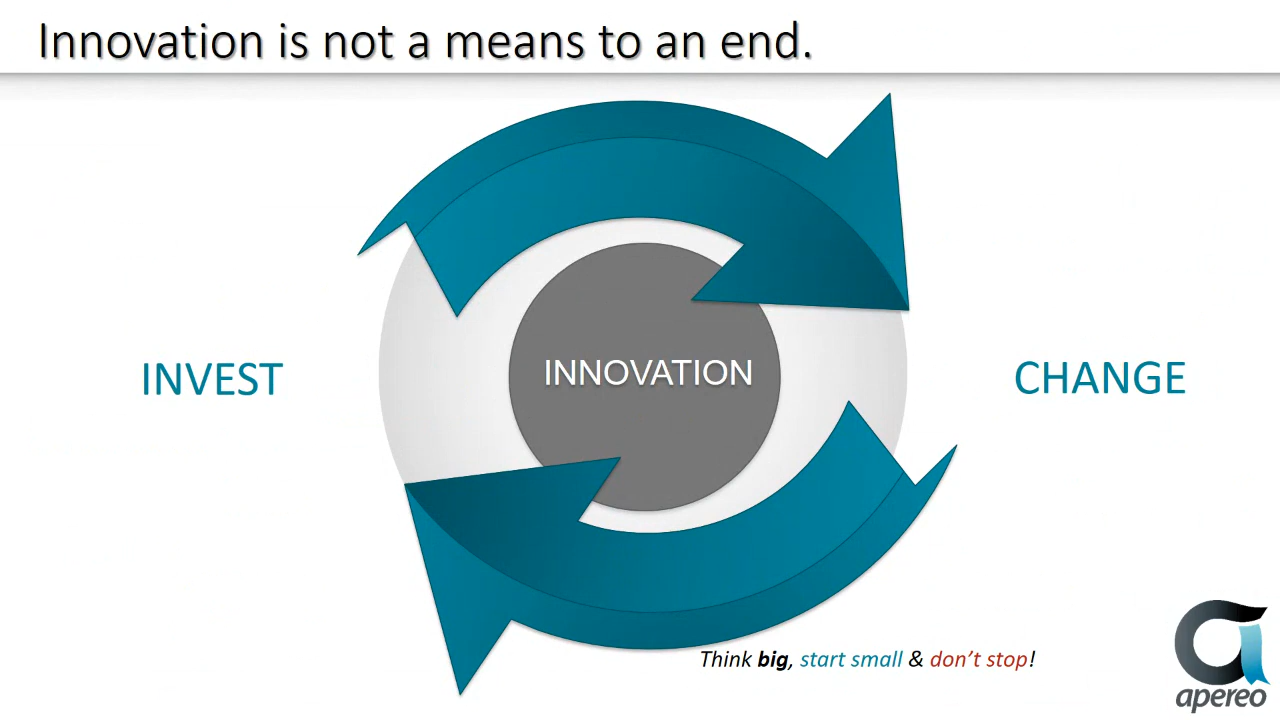 Innovation is not a means to an end.
INVEST
INNOVATION
CHANGE
Think big, start small & don’t stop!
apereo